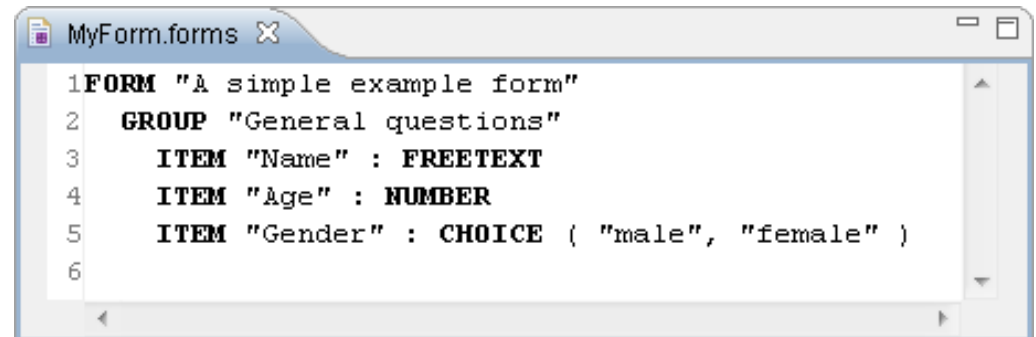 MyForm.forms
1 FORM "A simple example form"
2 GROUP "General questions"
3 ITEM "Name" : FREETEXT
4 ITEM "Age" : NUMBER
5 ITEM "Gender" : CHOICE ( "male", "female" )
6